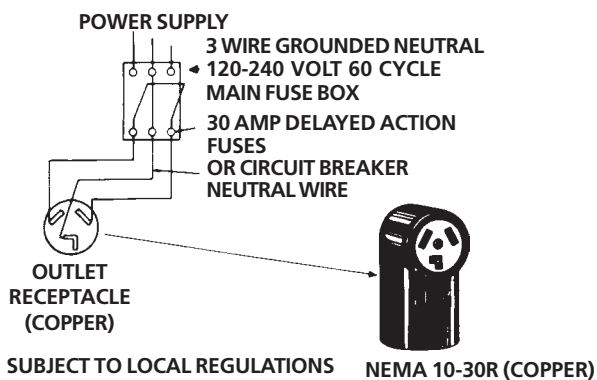 POWER SUPPLY
3 WIRE GROUNDED NEUTRAL
120-240 VOLT 60 CYCLE
MAIN FUSE BOX
30 AMP DELAYED ACTION
FUSES
OR CIRCUIT BREAKER
NEUTRAL WIRE
OUTLET
RECEPTACLE
(COPPER)
SUBJECT TO LOCAL REGULATIONS
NEMA 10-30R (COPPER)